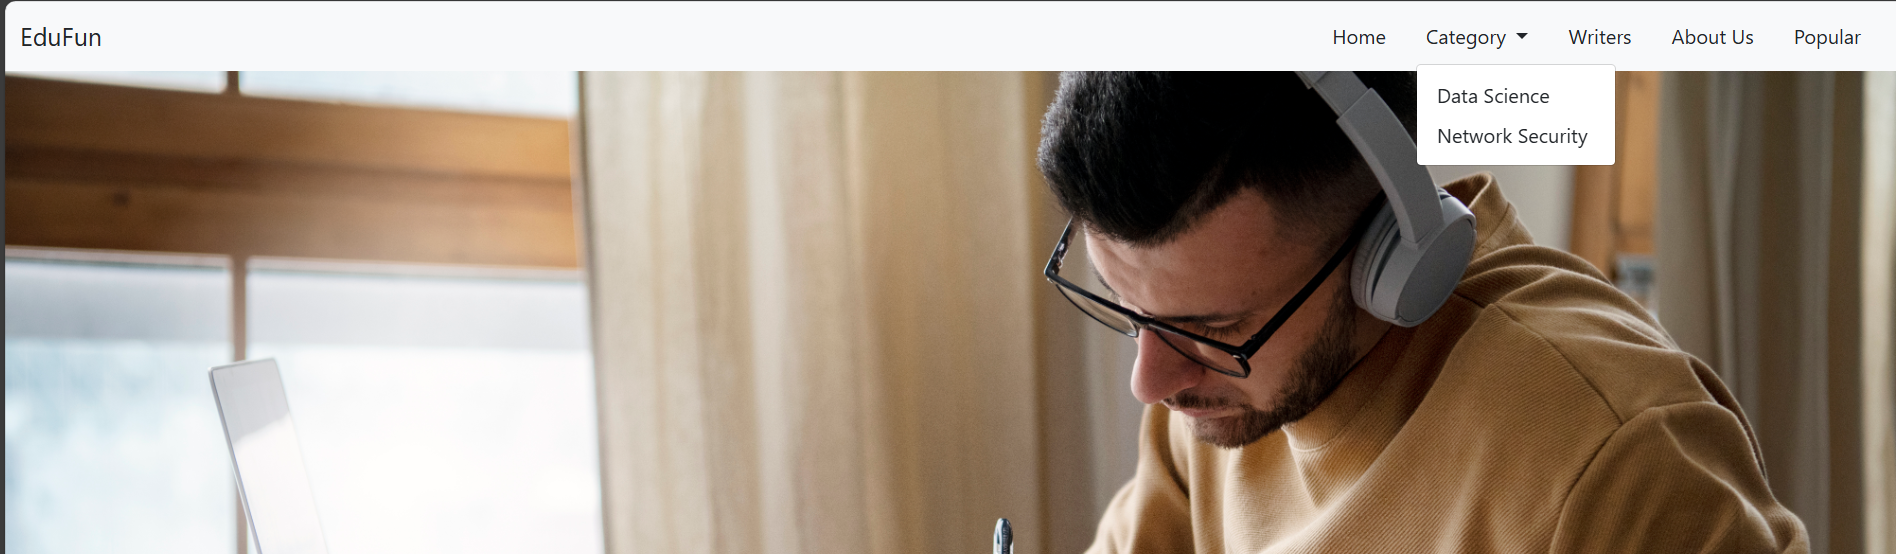 EduFun
Home Category Writers About Us Popular
Data Science
Network Security